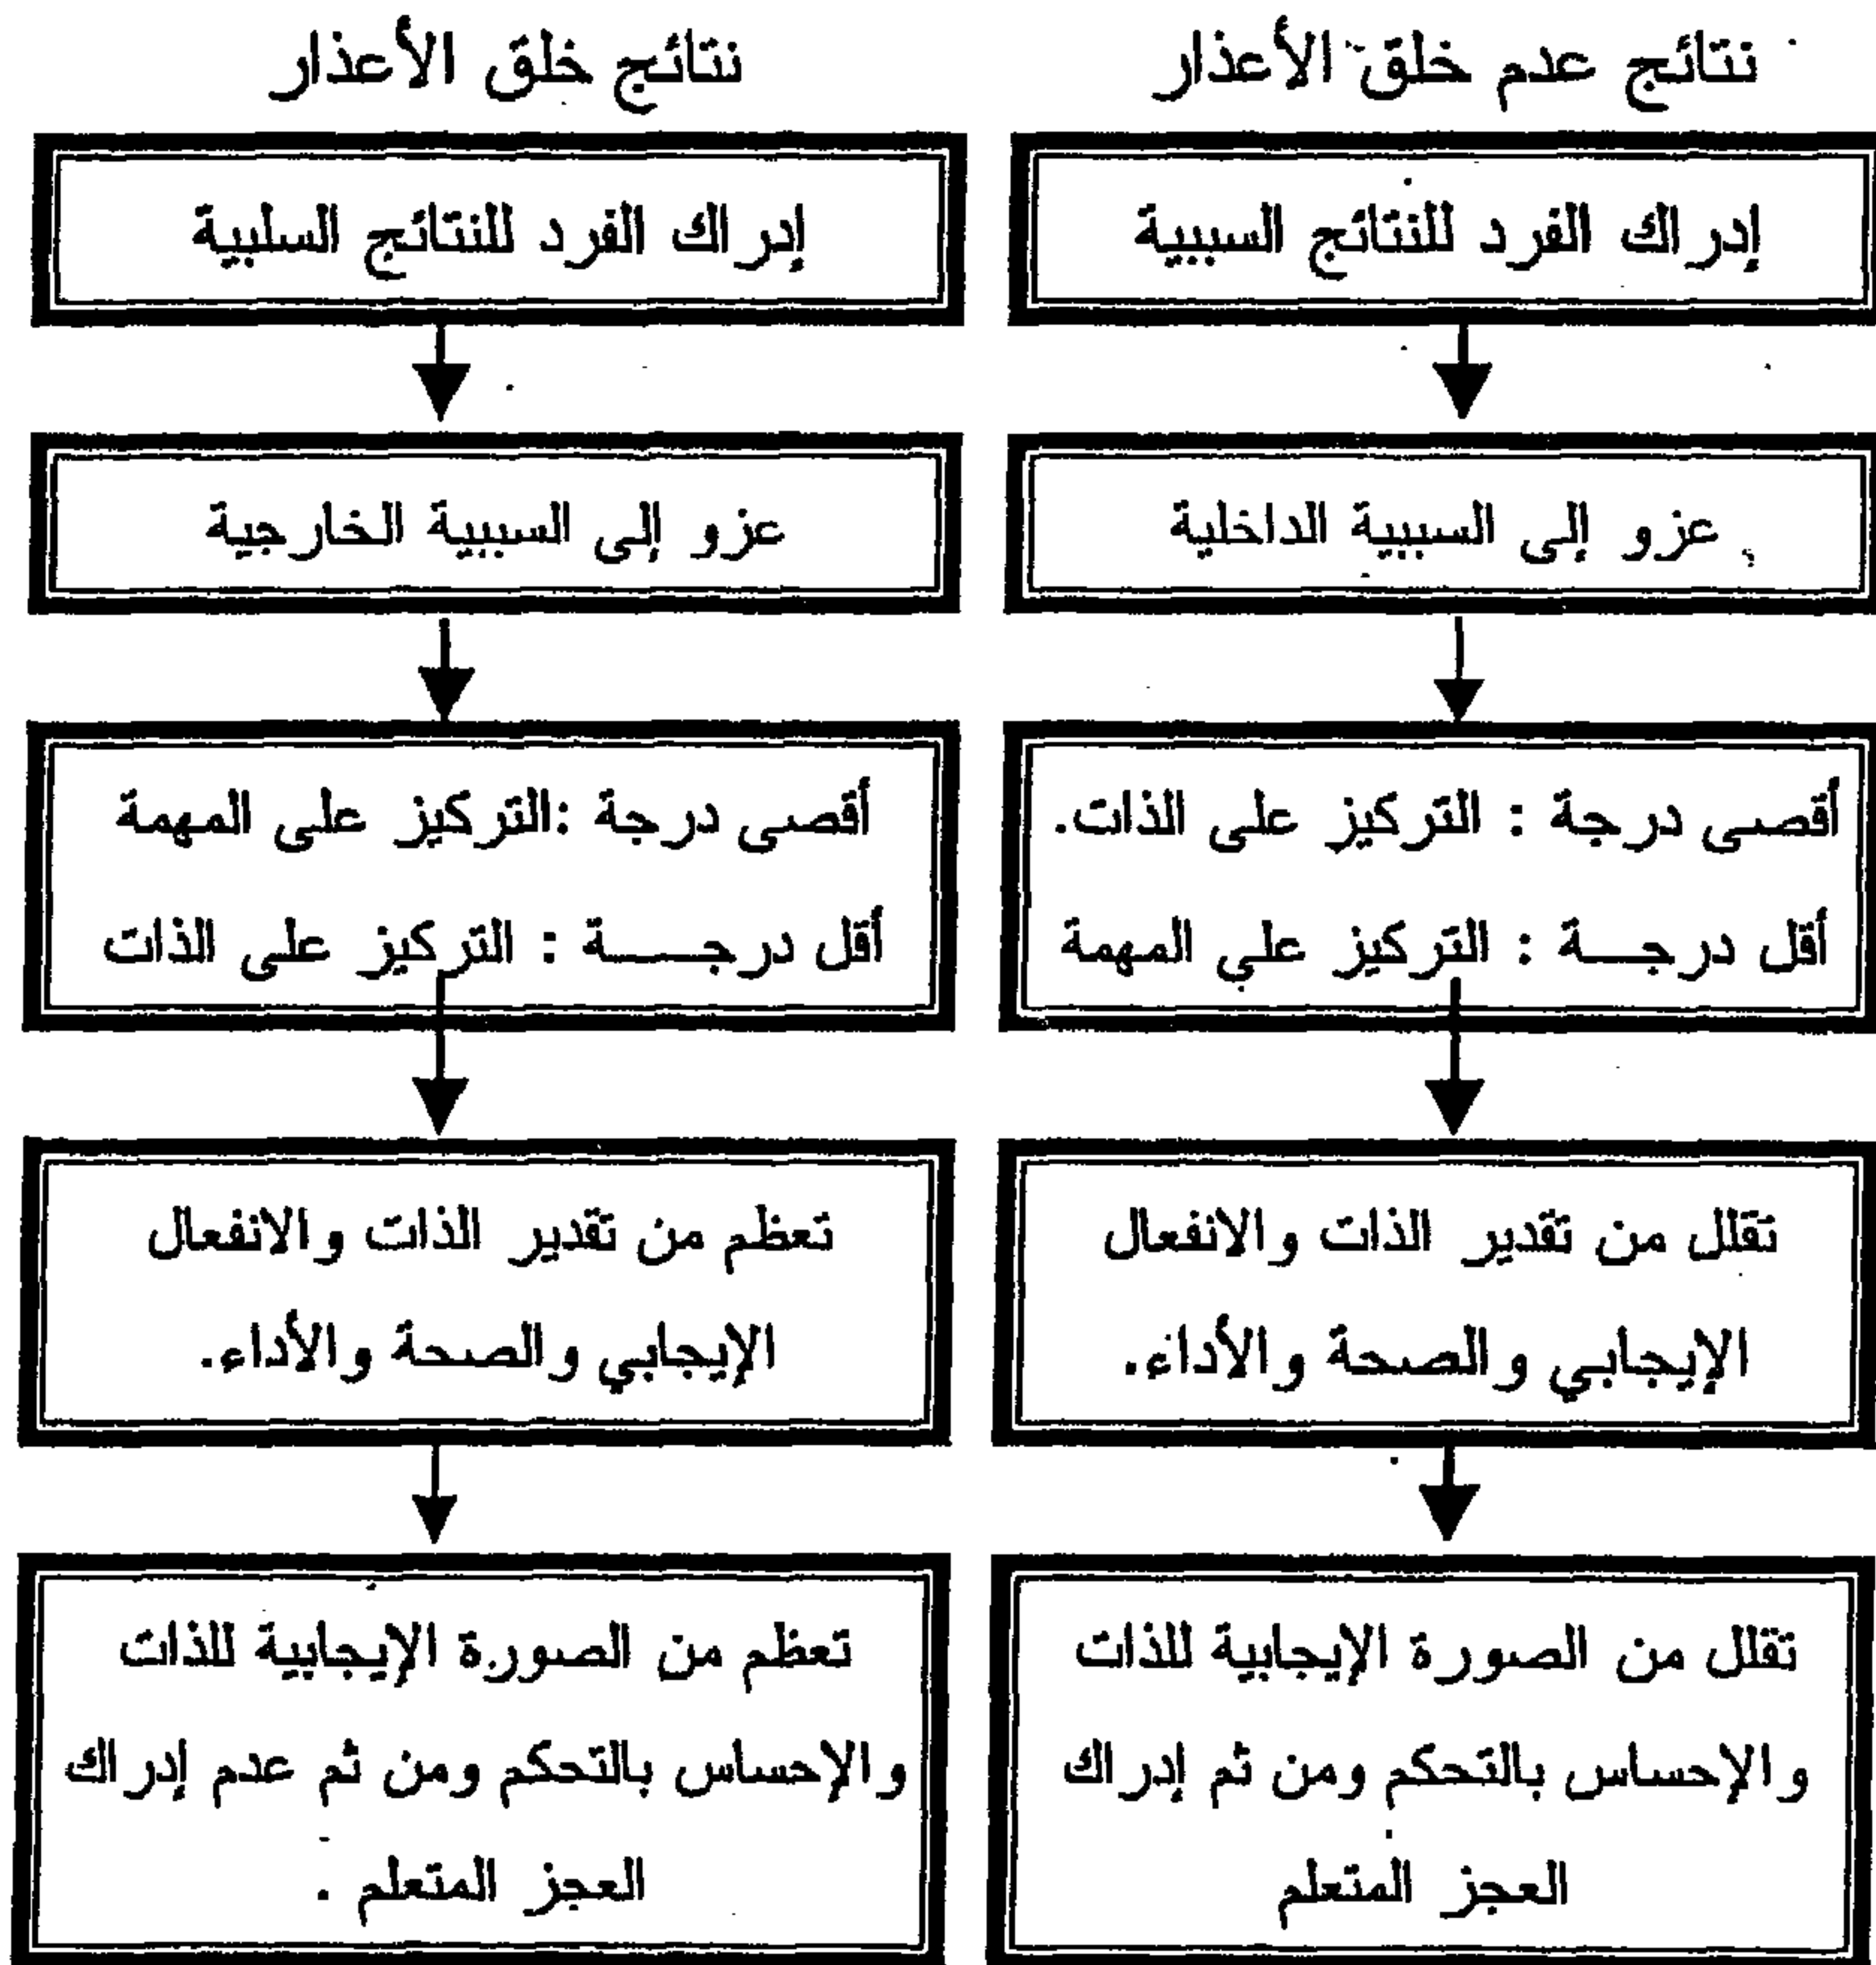 نتائج عدم خلق الأعذار
إدراك الفرد للنتائج السببية
عزو إلى السببية الداخلية
أقصى درجة : التركيز على الذات.
أقل درجـــة : التركيز علي المهمة
تقلل من تقدير الذات والانفعال
الإيجابي والصحة والأداء.
تقلل من الصورة الإيجابية للذات
والإحساس بالتحكم ومن ثم إدراك
العجز المتعلم
نتائج خلق الأعذار
إدراك الفرد للنتائج السلبية
عزو إلى السببية الخارجية
أقصى درجة :التركيز على المهمة
أقل درجـــــة : التركيز على الذات
تعظم من تقدير الذات والانفعال
الإيجابي والصحة والأداء.
تعظم من الصورة الإيجابية للذات
والإحساس بالتحكم ومن ثم عدم إدراك
العجز المتعلم .